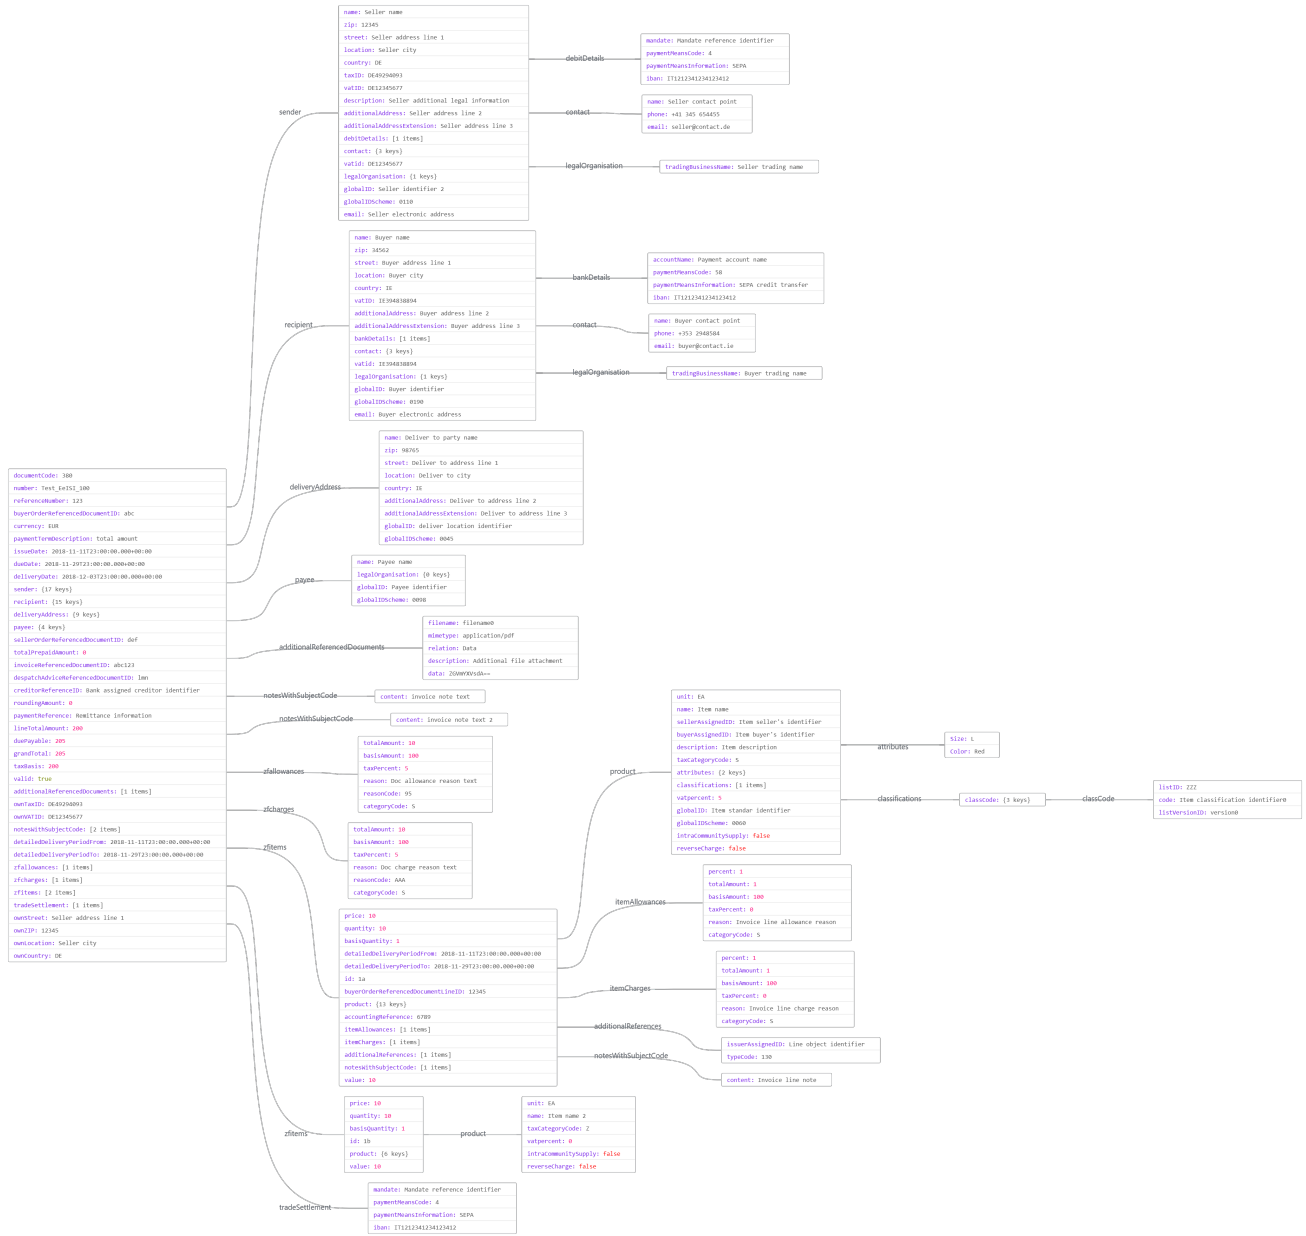 name: Seller name
zip: 12345
street: Seller address line 1
location: Seller city
country: DE
taxID: DE49294093
vatID: DE12345677
description: Seller additional legal information
additionalAddress: Seller address line 2
additionalAddressExtension: Seller address line 3
debitDetails: [1 items]
contact: {3 keys}
vatid: DE12345677
legalOrganisation: {1 keys}
globalID: Seller identifier 2
globalIDScheme: 0110
email: Seller electronic address
sender
debitDetails
mandate: Mandate reference identifier
paymentMeansCode: 4
paymentMeansInformation: SEPA
iban: IT1212341234123412
contact
name: Seller contact point
phone: +41 345 654455
email: seller@contact.de
legalOrganisation
tradingBusinessName: Seller trading name
recipient
name: Buyer name
zip: 34562
street: Buyer address line 1
location: Buyer city
country: IE
vatID: IE394838894
additionalAddress: Buyer address line 2
additionalAddressExtension: Buyer address line 3
bankDetails: [1 items]
contact: {3 keys}
vatid: IE394838894
legalOrganisation: {1 keys}
globalID: Buyer identifier
globalIDScheme: 0190
email: Buyer electronic address
bankDetails
accountName: Payment account name
paymentMeansCode: 58
paymentMeansInformation: SEPA credit transfer
iban: IT1212341234123412
contact
name: Buyer contact point
phone: +353 2948584
email: buyer@contact.ie
legalOrganisation
tradingBusinessName: Buyer trading name
deliveryAddress
name: Deliver to party name
zip: 98765
street: Deliver to address line 1
location: Deliver to city
country: IE
additionalAddress: Deliver to address line 2
additionalAddressExtension: Deliver to address line 3
globalID: deliver location identifier
globalIDScheme: 0045
documentCode: 380
number: Test_EeISI_100
referenceNumber: 123
buyerOrderReferencedDocumentID: abc
currency: EUR
paymentTermDescription: total amount
issueDate: 2018-11-11T23:00:00.000+00:00
dueDate: 2018-11-29T23:00:00.000+00:00
deliveryDate: 2018-12-03T23:00:00.000+00:00
sender: {17 keys}
recipient: {15 keys}
deliveryAddress: {9 keys}
payee: {4 keys}
sellerOrderReferencedDocumentID: def
totalPrepaidAmount: 0
invoiceReferencedDocumentID: abc123
despatchAdviceReferencedDocumentID: lmn
creditorReferenceID: Bank assigned creditor identifier
roundingAmount: 0
paymentReference: Remittance information
lineTotalAmount: 200
duePayable: 205
grandTotal: 205
taxBasis: 200
valid: true
additionalReferencedDocuments: [1 items]
ownTaxID: DE49294093
ownVATID: DE12345677
notesWithSubjectCode: [2 items]
detailedDeliveryPeriodFrom: 2018-11-11T23:00:00.000+00:00
detailedDeliveryPeriodTo: 2018-11-29T23:00:00.000+00:00
zfallowances: [1 items]
zfcharges: [1 items]
zfitems: [2 items]
tradeSettlement: [1 items]
ownStreet: Seller address line 1
ownZIP: 12345
ownLocation: Seller city
ownCountry: DE
payee
name: Payee name
legalOrganisation: {0 keys}
globalID: Payee identifier
globalIDScheme: 0098
additionalReferencedDocuments
filename: filename0
mimetype: application/pdf
relation: Data
description: Additional file attachment
data: ZGVmYXVsdA==
notesWithSubjectCode
content: invoice note text
notesWithSubjectCode
content: invoice note text 2
zfallowances
totalAmount: 10
basisAmount: 100
taxPercent: 5
reason: Doc allowance reason text
reasonCode: 95
categoryCode: S
zfcharges
totalAmount: 10
basisAmount: 100
taxPercent: 5
reason: Doc charge reason text
reasonCode: AAA
categoryCode: S
zfitems
price: 10
quantity: 10
basisQuantity: 1
detailedDeliveryPeriodFrom: 2018-11-11T23:00:00.000+00:00
detailedDeliveryPeriodTo: 2018-11-29T23:00:00.000+00:00
id: 1a
buyerOrderReferencedDocumentLineID: 12345
product: {13 keys}
accountingReference: 6789
itemAllowances: [1 items]
itemCharges: [1 items]
additionalReferences: [1 items]
notesWithSubjectCode: [1 items]
value: 10
product
unit: EA
name: Item name
sellerAssignedID: Item seller's identifier
buyerAssignedID: Item buyer's identifier
description: Item description
taxCategoryCode: S
attributes: {2 keys}
classifications: [1 items]
vatpercent: 5
globalID: Item standar identifier
globalIDScheme: 0060
intraCommunitySupply: false
reverseCharge: false
attributes
Size: L
Color: Red
classifications
classCode: {3 keys}
classCode
listID: ZZZ
code: Item classification identifier0
listVersionID: version0
itemAllowances
percent: 1
totalAmount: 1
basisAmount: 100
taxPercent: 0
reason: Invoice line allowance reason
categoryCode: S
itemCharges
percent: 1
totalAmount: 1
basisAmount: 100
taxPercent: 0
reason: Invoice line charge reason
categoryCode: S
additionalReferences
issuerAssignedID: Line object identifier
typeCode: 130
notesWithSubjectCode
content: Invoice line note
zfitems
price: 10
quantity: 10
basisQuantity: 1
id: 1b
product: {6 keys}
value: 10
product
unit: EA
name: Item name 2
taxCategoryCode: Z
vatpercent: 0
intraCommunitySupply: false
reverseCharge: false
tradeSettlement
mandate: Mandate reference identifier
paymentMeansCode: 4
paymentMeansInformation: SEPA
iban: IT1212341234123412